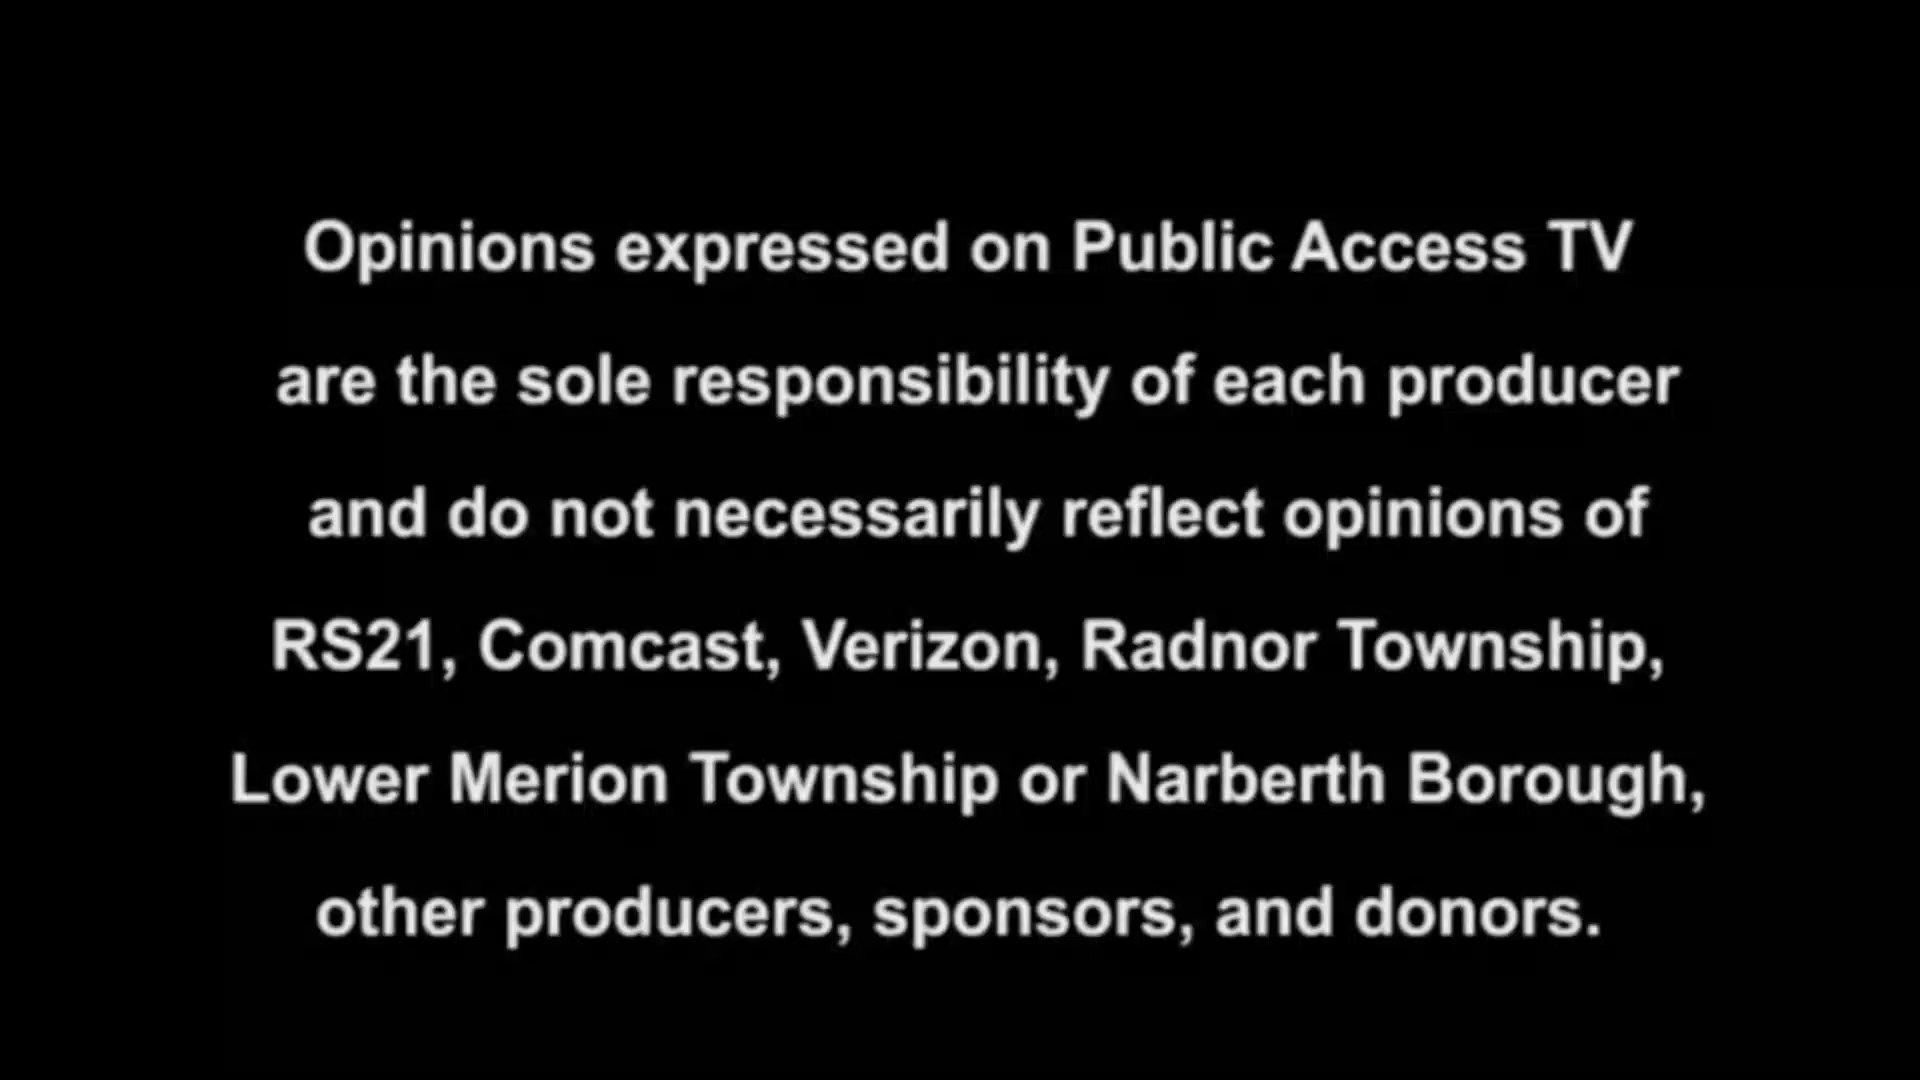 Opinions expressed on Public Access TV
are the sole responsibility of each producer
and do not necessarily reflect opinions of
RS21, Comcast, Verizon, Radnor Township,
Lower Merion Township or Narberth Borough,
other producers, sponsors, and donors.